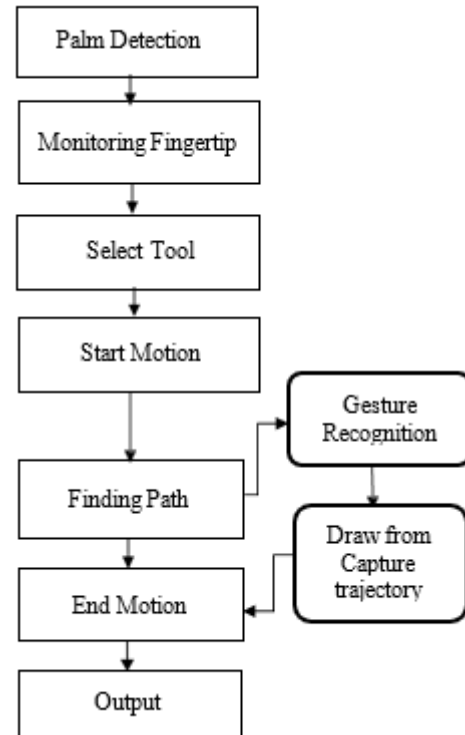 Palm Detection
Monitoring Fingertip
Select Tool
Start Motion
Gesture
Recognition
Finding Path
Draw from
Capture
trajectory
End Motion
Output